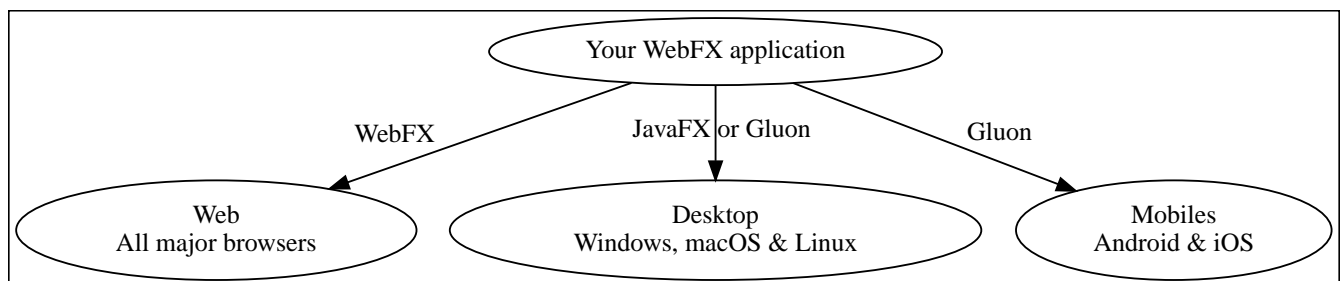 Your WebFX application
WebFX
JavaFX or Gluon
Gluon
Web
All major browsers
Desktop
Windows, macOS & Linux
Mobiles
Android & iOS